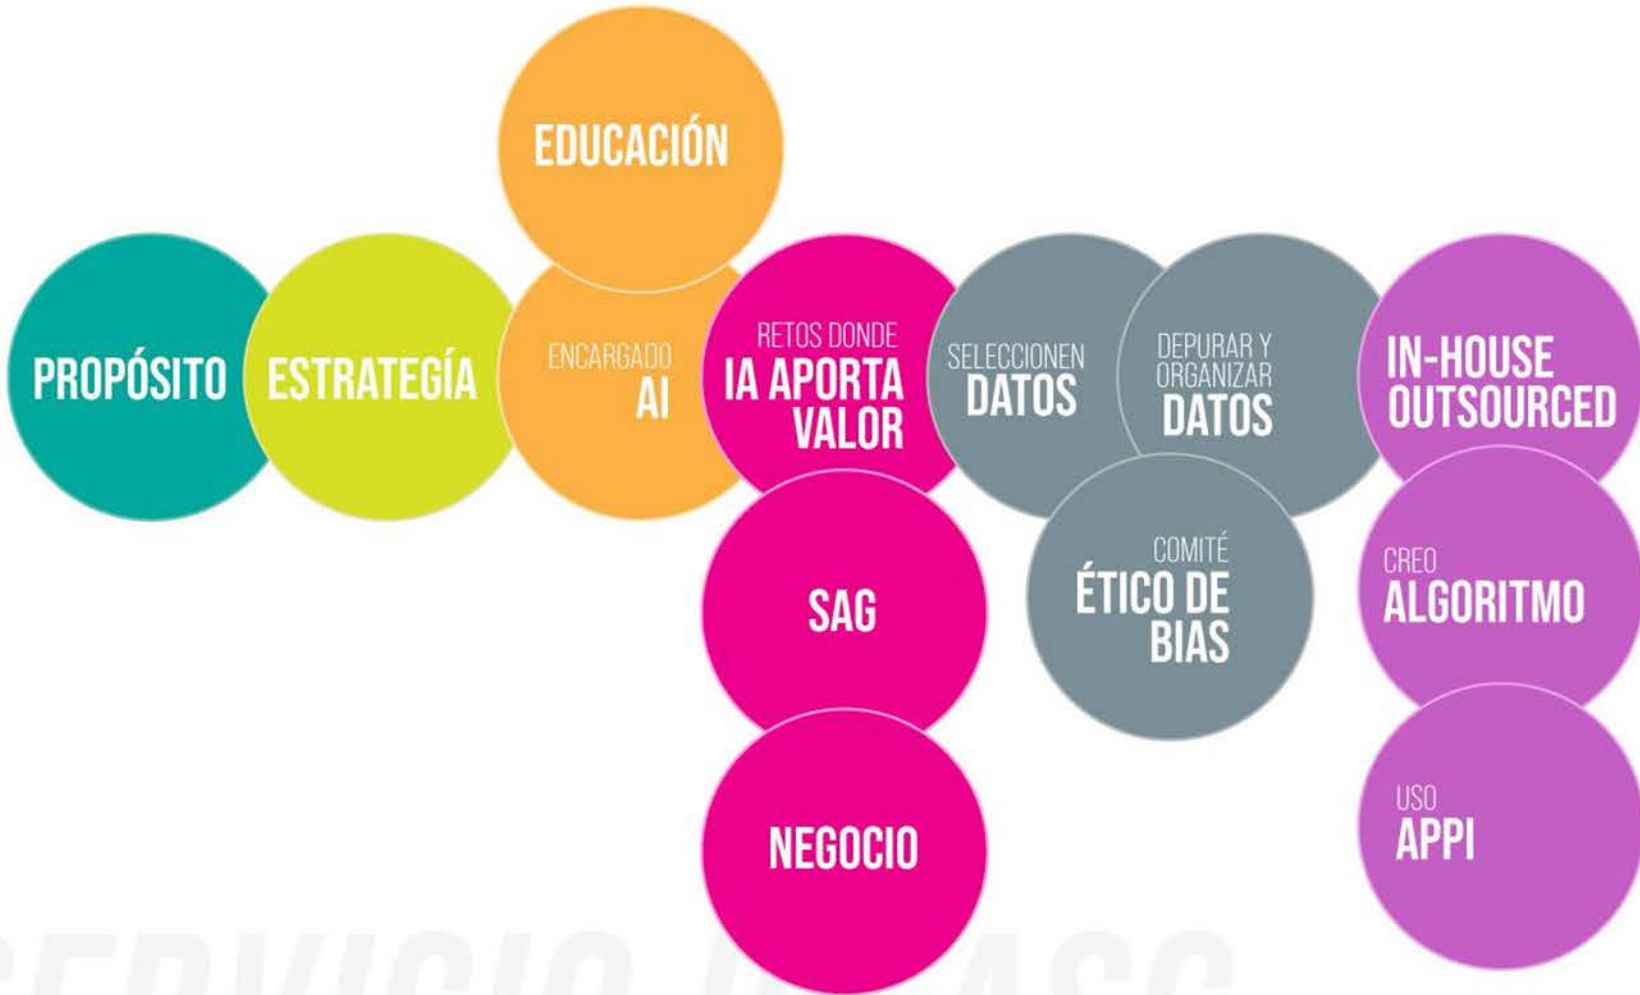 EDUCACIÓN
PROPÓSITO
ESTRATEGÍA
ENCARGADO
AI
RETOS DONDE
IA APORTA
VALOR
SELECCIONEN
DATOS
DEPURAR Y
ORGANIZAR
DATOS
IN-HOUSE
OUTSOURCED
SAG
COMITÉ
ÉTICO DE
BIAS
CREO
ALGORITMO
NEGOCIO
USO
APPI